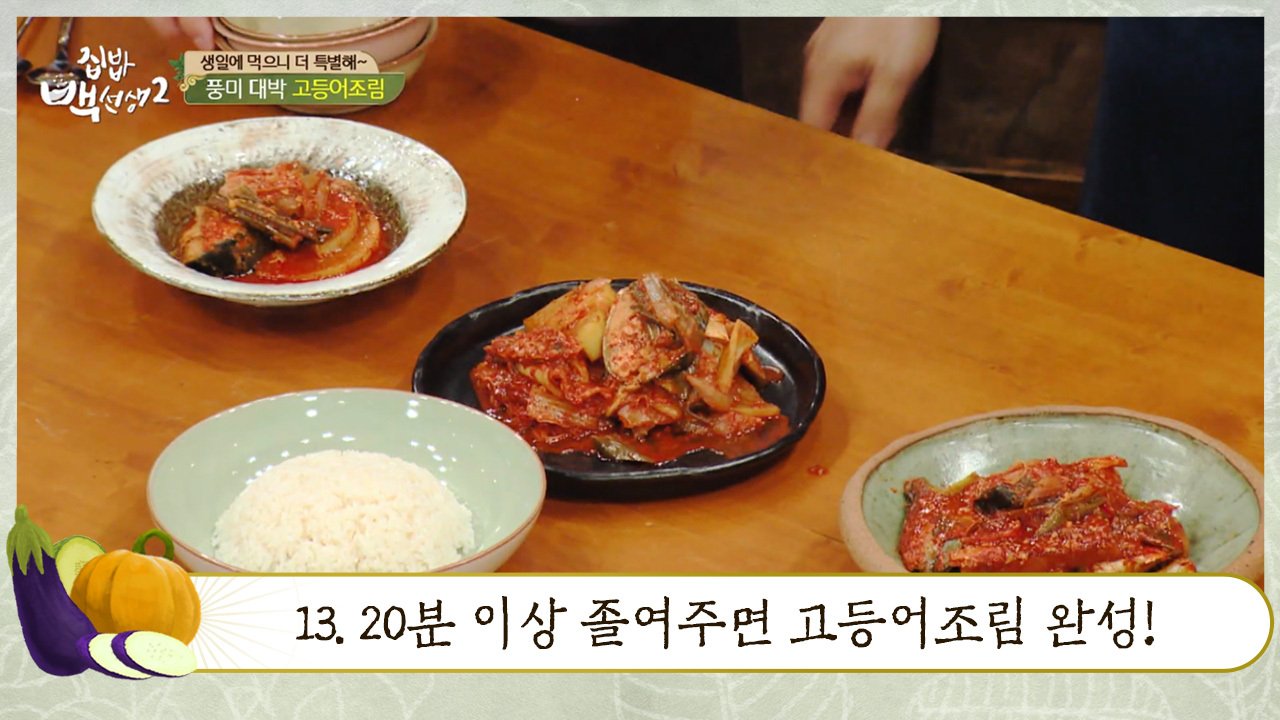 집밥
백선생2
생일에 먹으니 더 특별해~
풍미 대박 고등어조림
13. 20분 이상 졸여주면 고등어조림 완성!